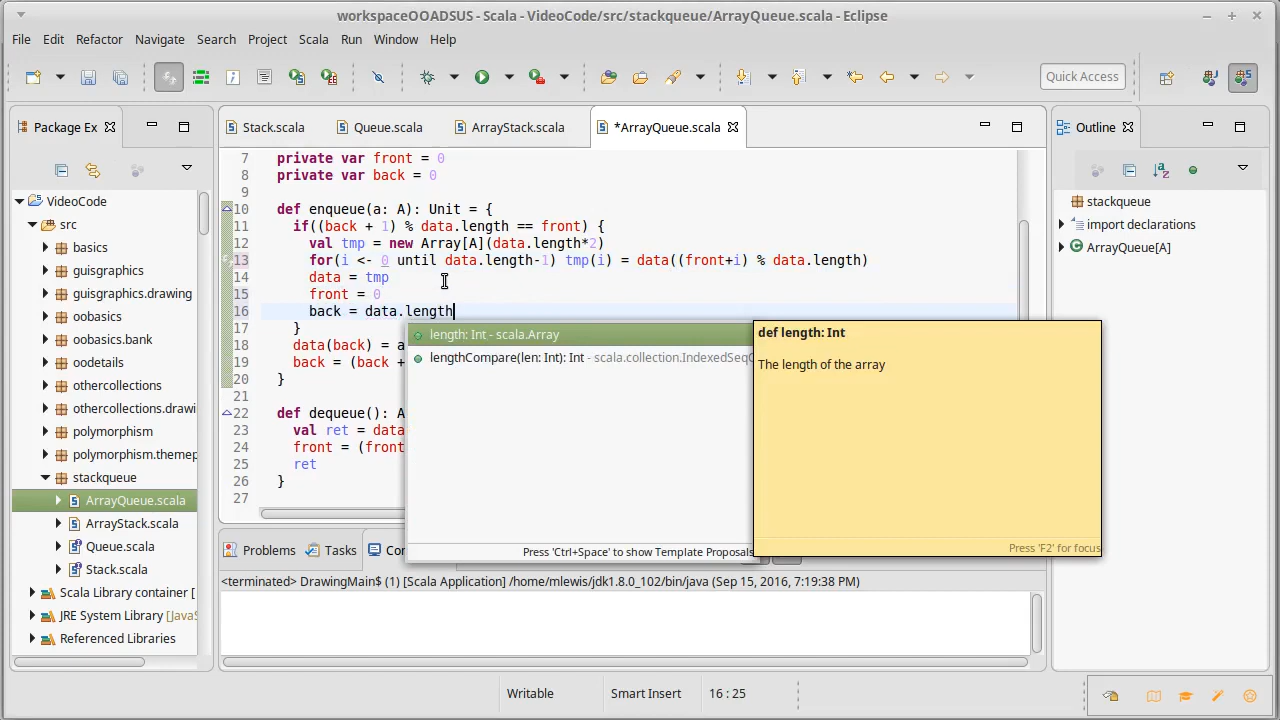 workspaceOOADSUS - Scala - VideoCode/src/stackqueue/ArrayQueue.scala - Eclipse
File Edit Refactor Navigate Search Project Scala Run Window Help
Quick Access
Package Ex
VideoCode
src
basics
guisgraphics
guisgraphics.drawing
oobasics
oobasics.bank
oodetails
othercollections
othercollections.drawi
polymorphism
polymorphism.themep
stackqueue
ArrayQueue.scala
ArrayStack.scala
Queue.scala
Stack.scala
Scala Library container [
JRE System Library [JavaS
Referenced Libraries
Stack.scala Queue.scala ArrayStack.scala *ArrayQueue.scala
7 private var front = 0
8 private var back = 0
9
10 def enqueue(a: A): Unit = {
11 if((back + 1) % data.length == front) {
12 val tmp = new Array[A](data.length*2)
13 for(i <- 0 until data.length-1) tmp(i) = data((front+i) % data.length)
14 data = tmp
15 front = 0
16 back = data.length
17 }
18 data(back) = a
19 back = (back +
20 }
21
22 def dequeue(): A
23 val ret = data
24 front = (front
25 ret
26 }
27
length: Int - scala.Array
lengthCompare(len: Int): Int - scala.collection.IndexedSeqO
Press 'Ctrl+Space' to show Template Proposals
def length: Int
The length of the array
Press 'F2' for focus
Outline
stackqueue
import declarations
ArrayQueue[A]
Problems Tasks Con
<terminated> DrawingMain$ (1) [Scala Application] /home/mlewis/jdk1.8.0_102/bin/java (Sep 15, 2016, 7:19:38 PM)
Writable Smart Insert 16 : 25